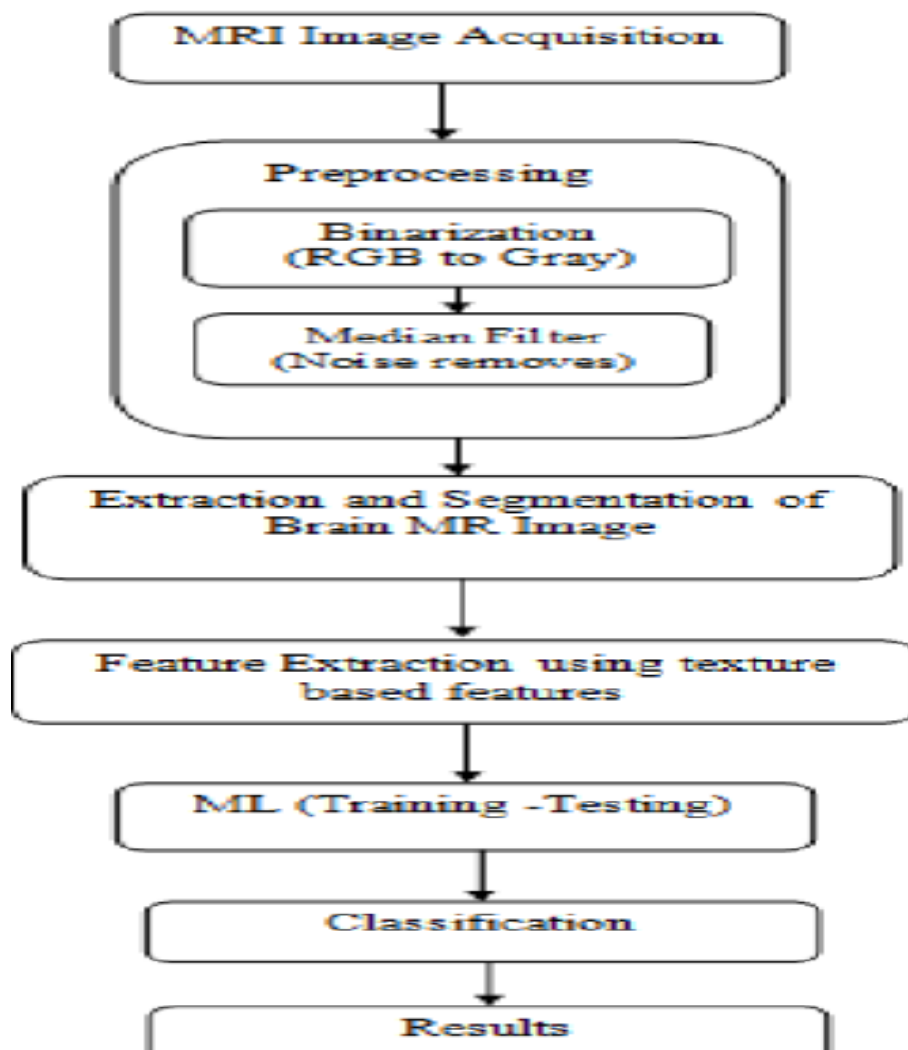 MRI Image Acquisition
Preprocessing
Binarization
(RGB to Gray)
Median Filter
(Noise removes)
Extraction and Segmentation of
Brain MR Image
Feature Extraction using texture
based features
ML (Training -Testing)
Classification
Results